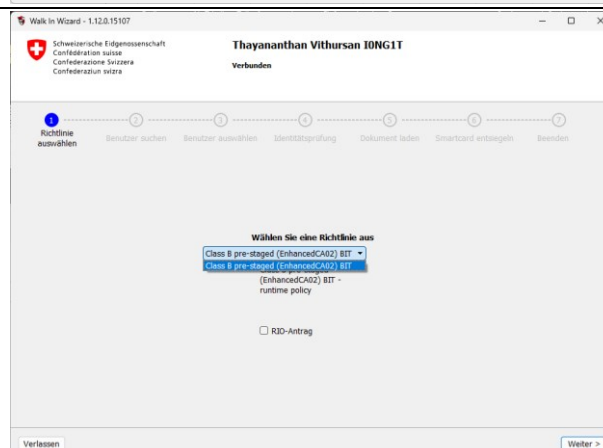 Walk In Wizard - 1.12.0.15107
Schweizerische Eidgenossenschaft
Confédération suisse
Confederazione Svizzera
Confederaziun svizra
Thayananthan Vithursan I0NG1T
Verbunden
1
2
3
4
5
6
7
Richtlinie
auswählen
Benutzer suchen
Benutzer auswählen
Identitätsprüfung
Dokument laden
Smartcard entsiegeln
Beenden
Wählen Sie eine Richtlinie aus
Class B pre-staged (EnhancedCA02) BIT
Class B pre-staged (EnhancedCA02) BIT
(EnhancedCA02) BIT -
runtime policy
RIO-Antrag
Verlassen
Weiter >